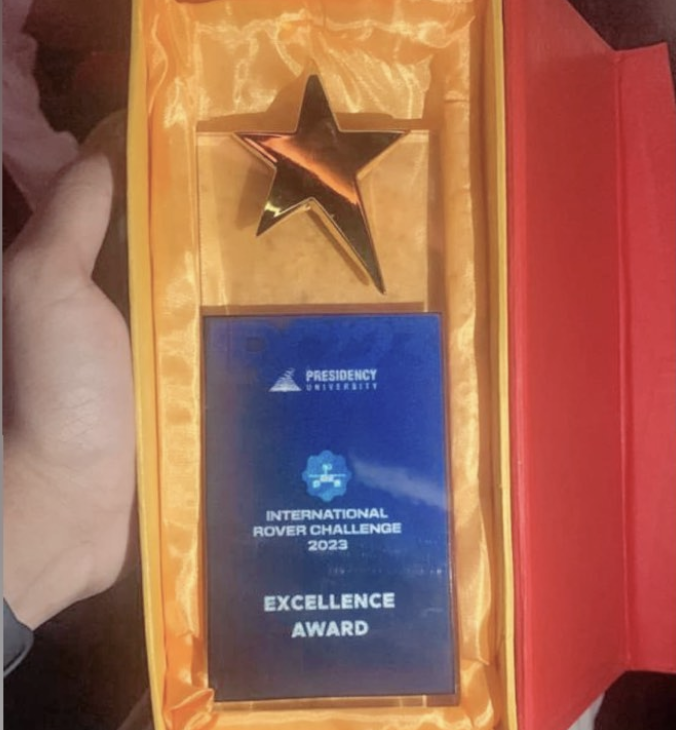 PRESIDENCY
UNIVERSITY
INTERNATIONAL
ROVER CHALLENGE
2023
EXCELLENCE
AWARD